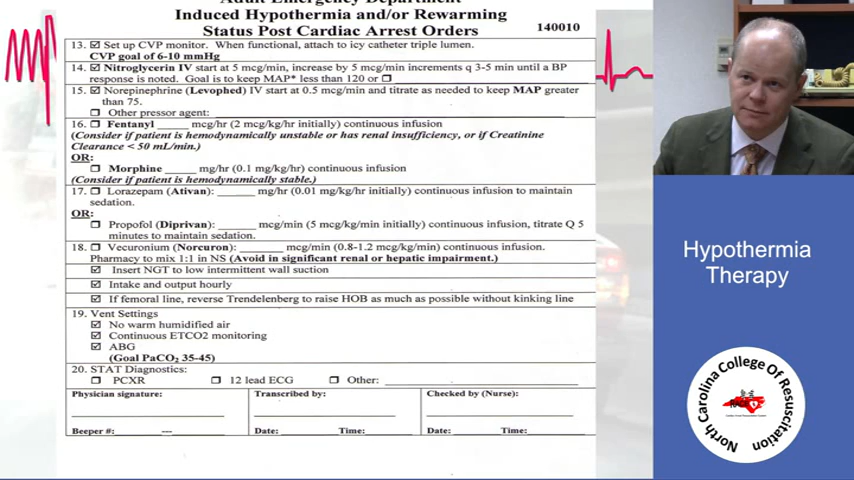 Adult Emergency Department
Induced Hypothermia and/or Rewarming
Status Post Cardiac Arrest Orders
140010
13. ☑ Set up CVP monitor. When functional, attach to icy catheter triple lumen.
CVP goal of 6-10 mmHg
14. ☑ Nitroglycerin IV start at 5 mcg/min, increase by 5 mcg/min increments q 3-5 min until a BP
response is noted. Goal is to keep MAP* less than 120 or ☐
15. ☑ Norepinephrine (Levophed) IV start at 0.5 mcg/min and titrate as needed to keep MAP greater
than 75.
☐ Other pressor agent:
16. ☐ Fentanyl _____ mcg/hr (2 mcg/kg/hr initially) continuous infusion
(Consider if patient is hemodynamically unstable or has renal insufficiency, or if Creatinine
Clearance < 50 mL/min.)
OR:
☐ Morphine _____ mg/hr (0.1 mg/kg/hr) continuous infusion
(Consider if patient is hemodynamically stable.)
17. ☐ Lorazepam (Ativan): ______ mg/hr (0.01 mg/kg/hr initially) continuous infusion to maintain
sedation.
OR:
☐ Propofol (Diprivan): ______ mcg/min (5 mcg/kg/min initially) continuous infusion, titrate Q 5
minutes to maintain sedation.
18. ☐ Vecuronium (Norcuron): ______ mcg/min (0.8-1.2 mcg/kg/min) continuous infusion.
Pharmacy to mix 1:1 in NS (Avoid in significant renal or hepatic impairment.)
☑ Insert NGT to low intermittent wall suction
☑ Intake and output hourly
☑ If femoral line, reverse Trendelenberg to raise HOB as much as possible without kinking line
19. Vent Settings
☑ No warm humidified air
☑ Continuous ETCO2 monitoring
☑ ABG
(Goal PaCO2 35-45)
20. STAT Diagnostics:
☐ PCXR ☐ 12 lead ECG ☐ Other: ______
Physician signature: Transcribed by: Checked by (Nurse):
Beeper #: ____---____ Date: ____ Time: ____ Date: ____ Time: ____
Hypothermia
Therapy
North Carolina College Of Resuscitation